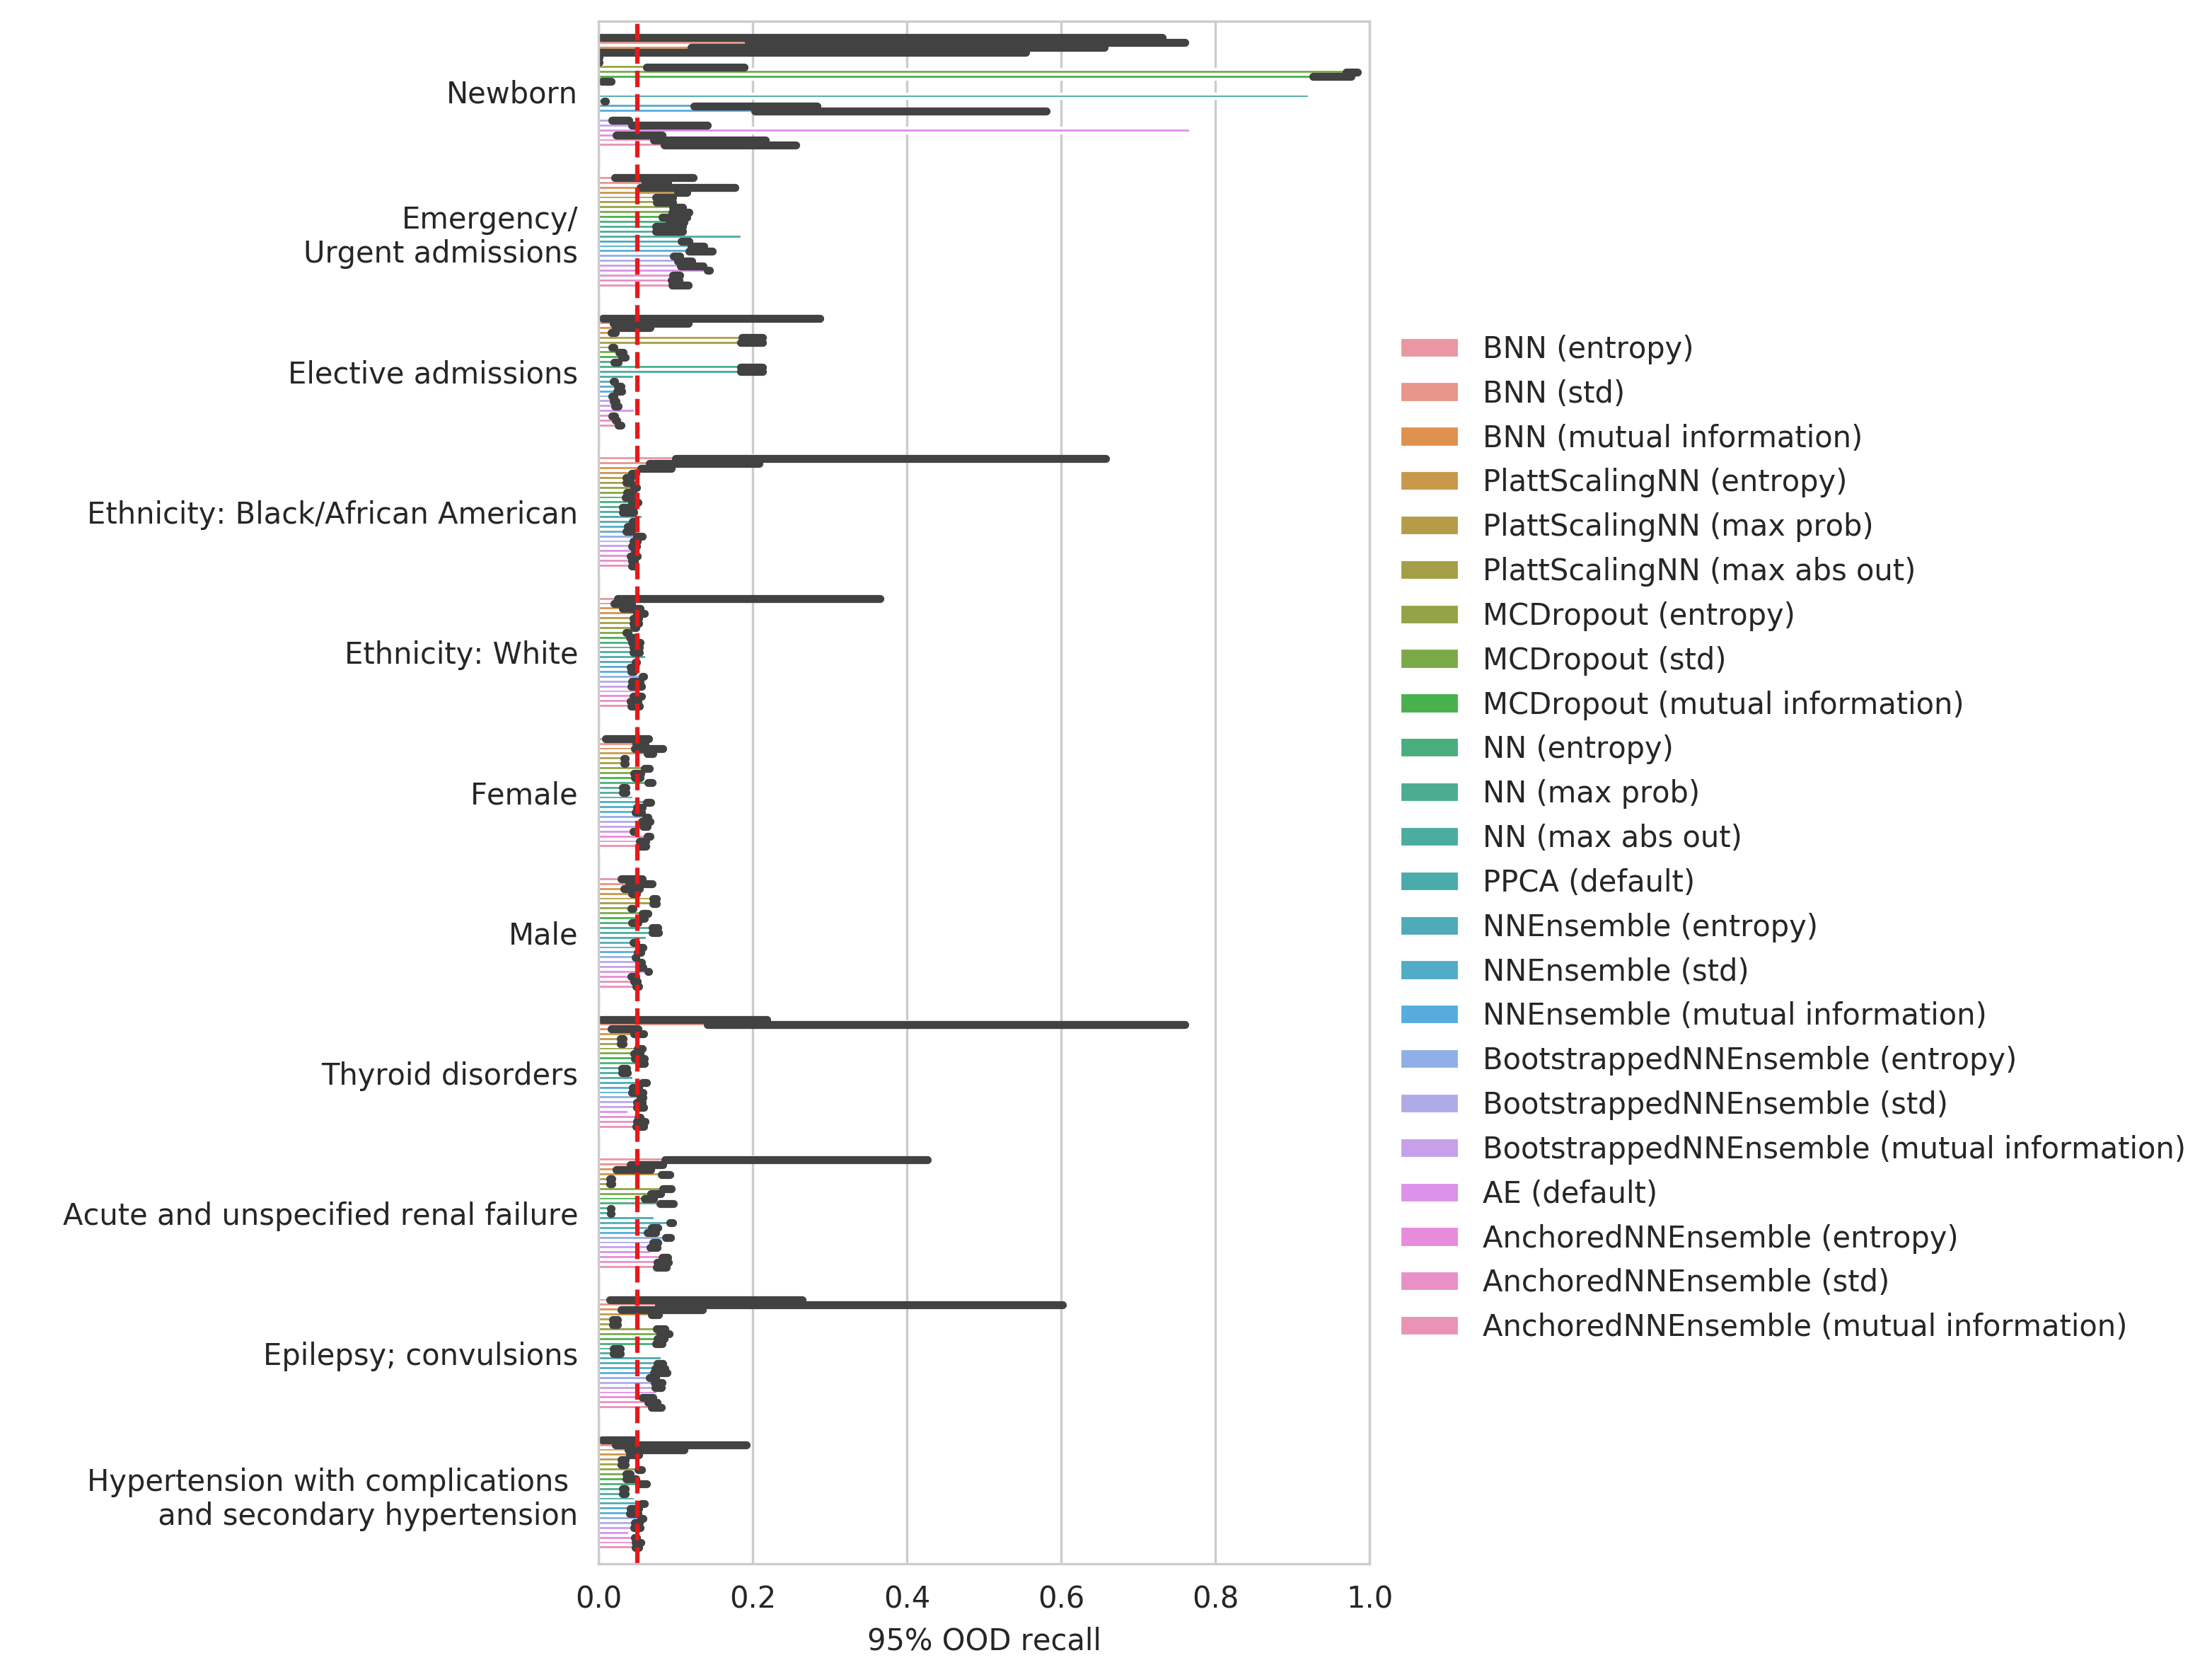 Newborn
Emergency/
Urgent admissions
Elective admissions
Ethnicity: Black/African American
Ethnicity: White
Female
Male
Thyroid disorders
Acute and unspecified renal failure
Epilepsy; convulsions
Hypertension with complications
and secondary hypertension
0.0 0.2 0.4 0.6 0.8 1.0
95% OOD recall
BNN (entropy)
BNN (std)
BNN (mutual information)
PlattScalingNN (entropy)
PlattScalingNN (max prob)
PlattScalingNN (max abs out)
MCDropout (entropy)
MCDropout (std)
MCDropout (mutual information)
NN (entropy)
NN (max prob)
NN (max abs out)
PPCA (default)
NNEnsemble (entropy)
NNEnsemble (std)
NNEnsemble (mutual information)
BootstrappedNNEnsemble (entropy)
BootstrappedNNEnsemble (std)
BootstrappedNNEnsemble (mutual information)
AE (default)
AnchoredNNEnsemble (entropy)
AnchoredNNEnsemble (std)
AnchoredNNEnsemble (mutual information)